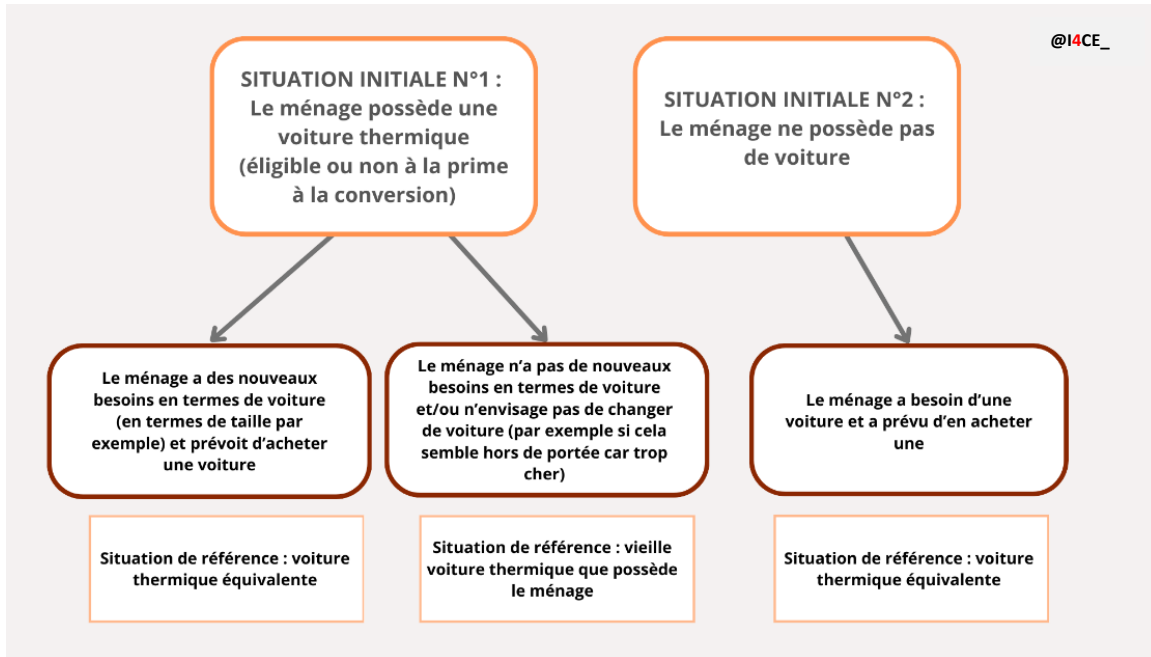 @I4CE_
SITUATION INITIALE N°1 :
Le ménage possède une
voiture thermique
(éligible ou non à la prime
à la conversion)
SITUATION INITIALE N°2 :
Le ménage ne possède pas
de voiture
Le ménage a des nouveaux
besoins en termes de voiture
(en termes de taille par
exemple) et prévoit d'acheter
une voiture
Le ménage n'a pas de nouveaux
besoins en termes de voiture
et/ou n'envisage pas de changer
de voiture (par exemple si cela
semble hors de portée car trop
cher)
Le ménage a besoin d'une
voiture et a prévu d'en acheter
une
Situation de référence : voiture
thermique équivalente
Situation de référence : vieille
voiture thermique que possède
le ménage
Situation de référence : voiture
thermique équivalente